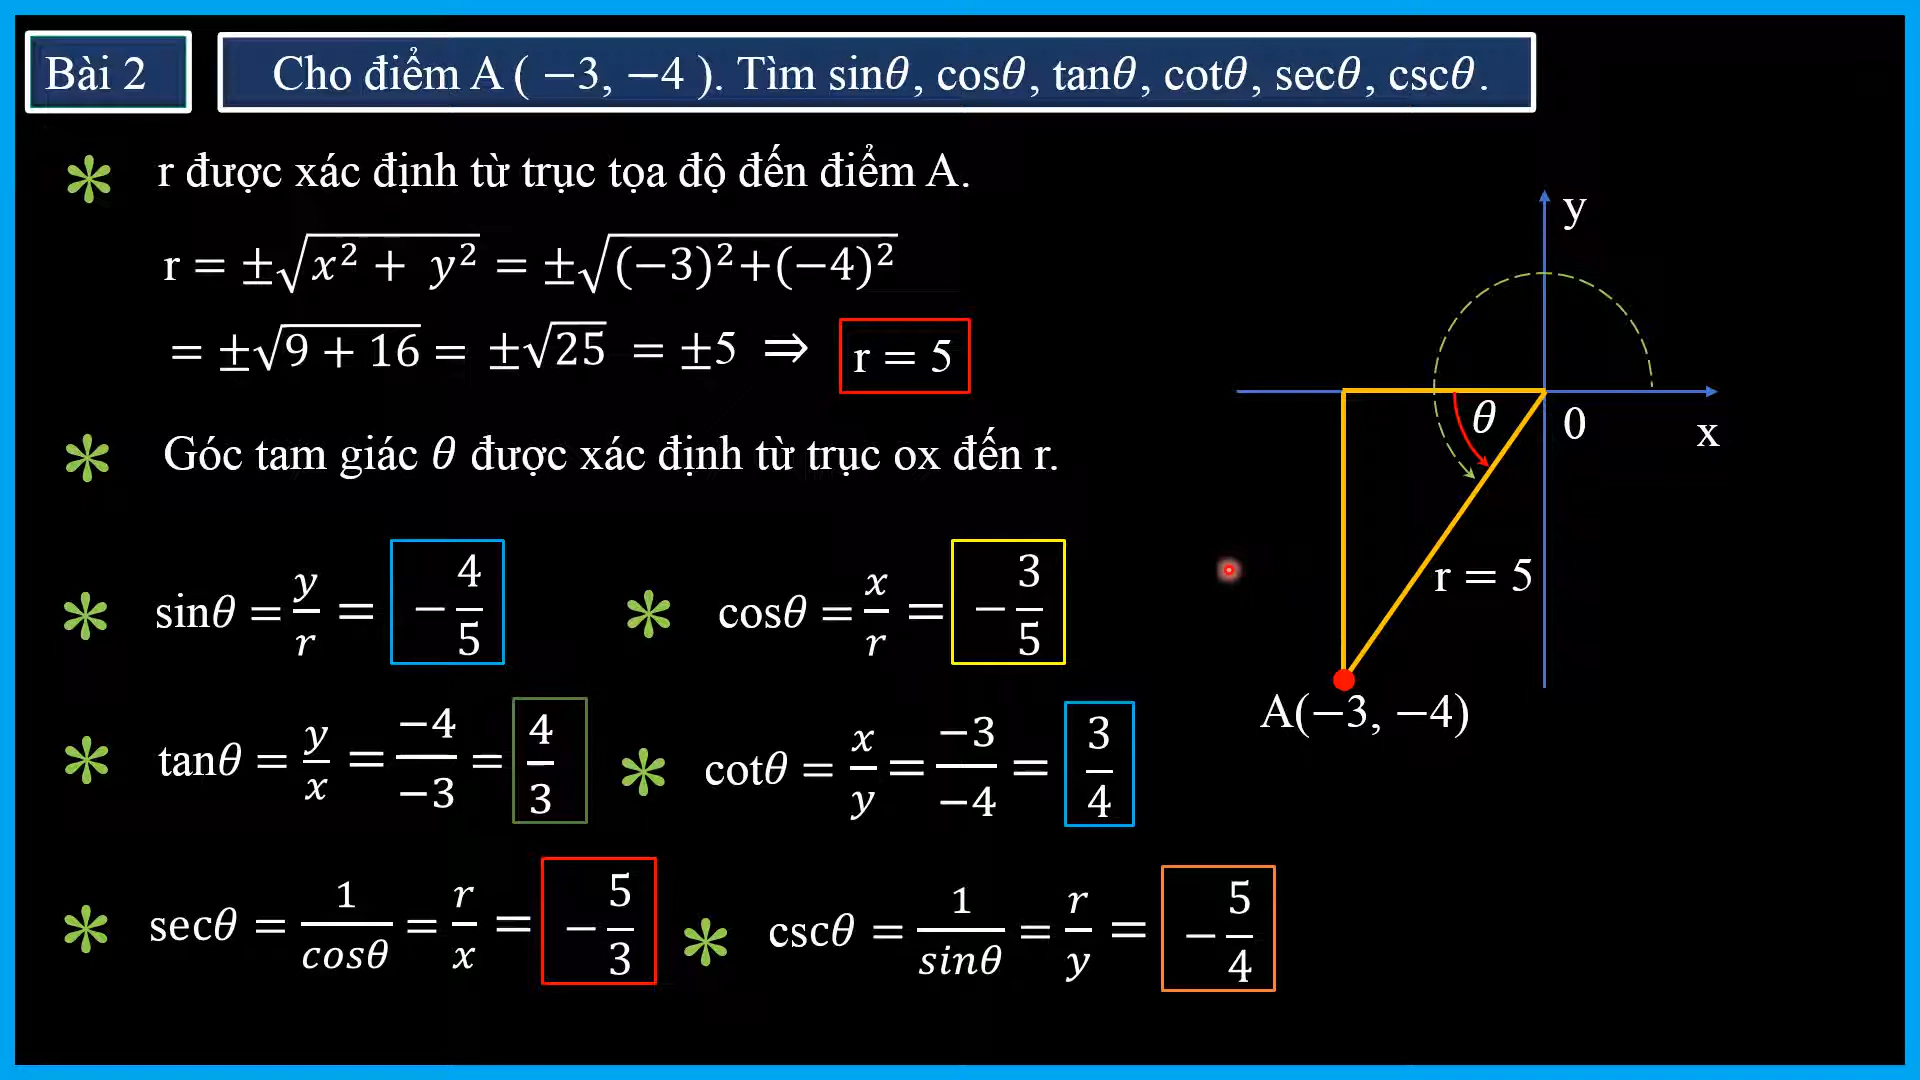 Bài 2
Cho điểm A ( −3, −4 ). Tìm sinθ, cosθ, tanθ, cotθ, secθ, cscθ.
r được xác định từ trục tọa độ đến điểm A.
r = ±√(x² + y²) = ±√((−3)²+(−4)²)
= ±√(9 + 16) = ±√25 = ±5 ⇒ r = 5
Góc tam giác θ được xác định từ trục ox đến r.
sinθ = y/r = −4/5
cosθ = x/r = −3/5
tanθ = y/x = −4/−3 = 4/3
cotθ = x/y = −3/−4 = 3/4
secθ = 1/cosθ = r/x = −5/3
cscθ = 1/sinθ = r/y = −5/4
y
θ
0
x
r = 5
A(−3, −4)